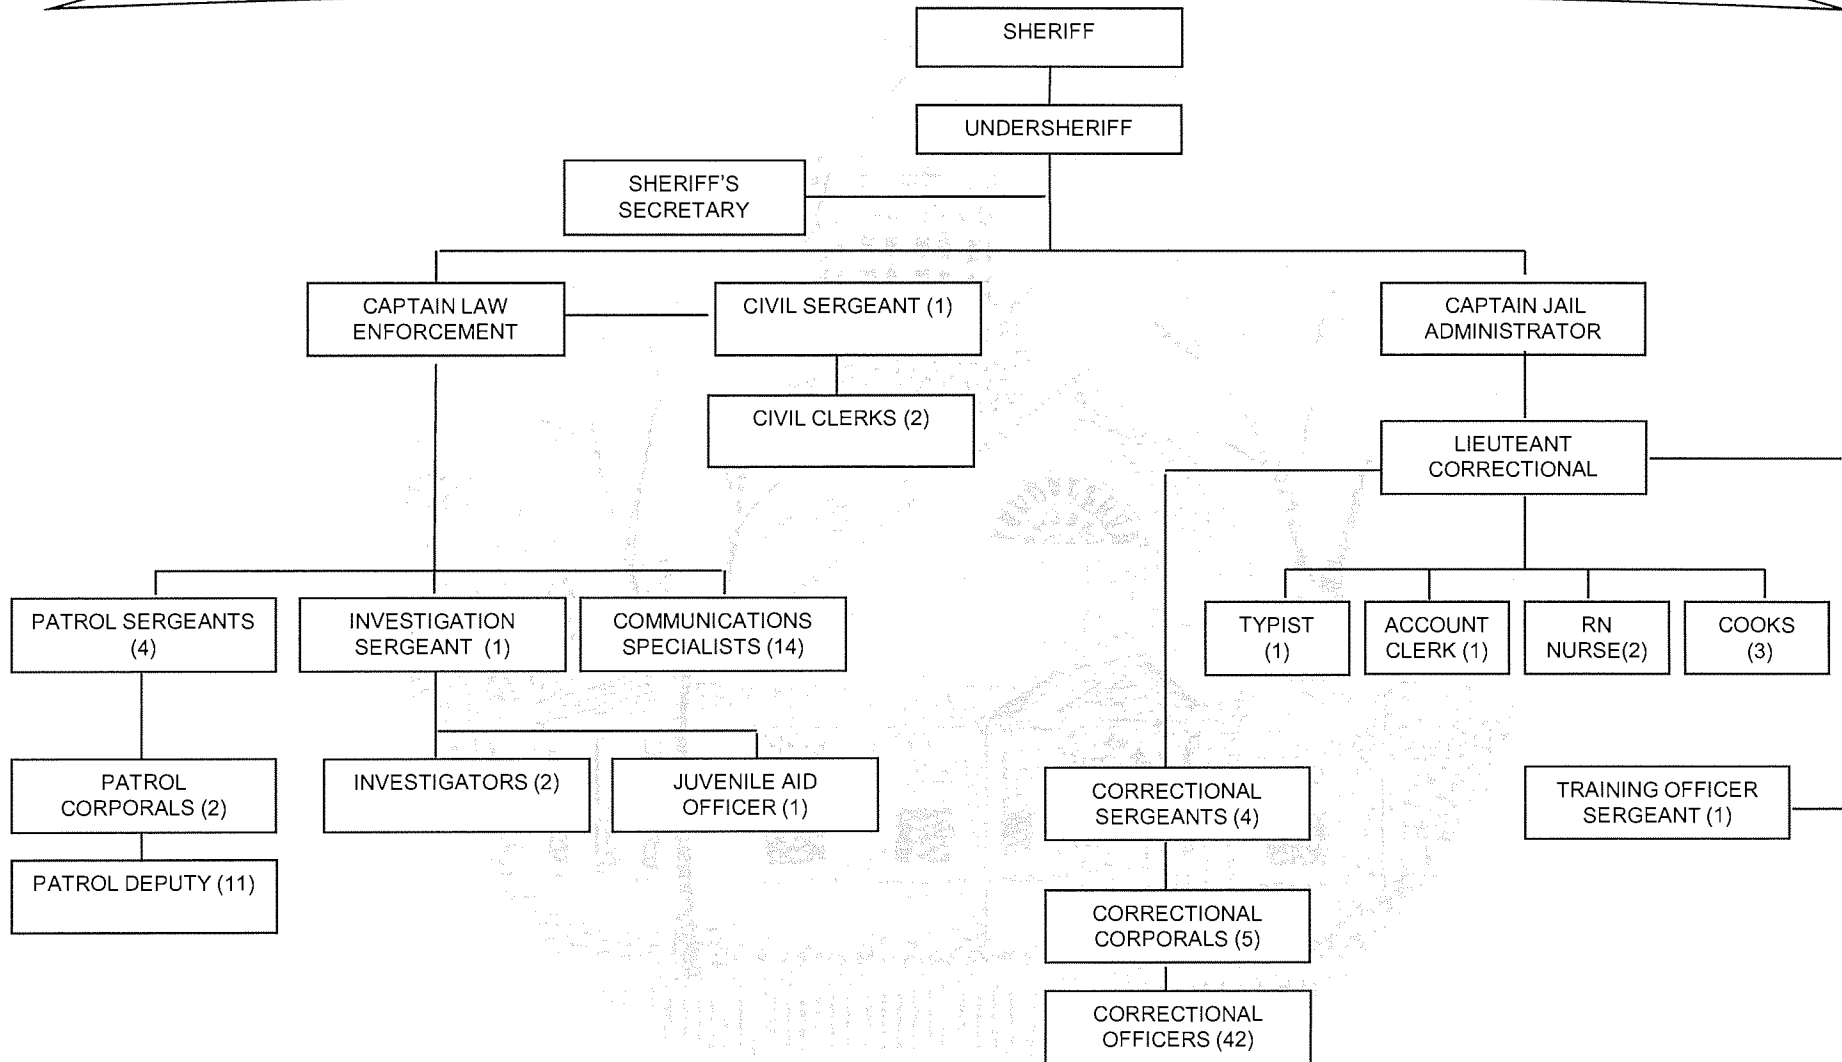 SHERIFF
UNDERSHERIFF
SHERIFF'S
SECRETARY
CAPTAIN LAW
ENFORCEMENT
CIVIL SERGEANT (1)
CAPTAIN JAIL
ADMINISTRATOR
CIVIL CLERKS (2)
LIEUTEANT
CORRECTIONAL
PATROL SERGEANTS
(4)
INVESTIGATION
SERGEANT (1)
COMMUNICATIONS
SPECIALISTS (14)
TYPIST
(1)
ACCOUNT
CLERK (1)
RN
NURSE(2)
COOKS
(3)
PATROL
CORPORALS (2)
INVESTIGATORS (2)
JUVENILE AID
OFFICER (1)
CORRECTIONAL
SERGEANTS (4)
TRAINING OFFICER
SERGEANT (1)
PATROL DEPUTY (11)
CORRECTIONAL
CORPORALS (5)
CORRECTIONAL
OFFICERS (42)